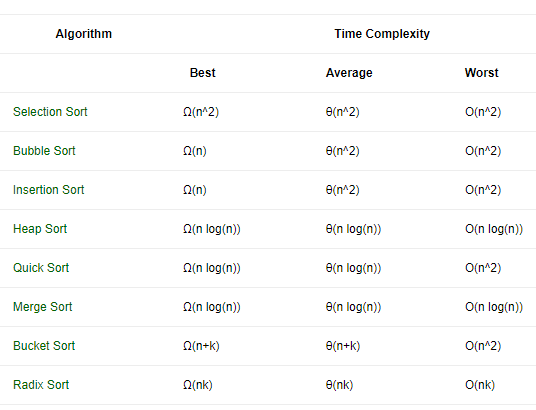 Algorithm Time Complexity
Best Average Worst
Selection Sort Ω(n^2) θ(n^2) O(n^2)
Bubble Sort Ω(n) θ(n^2) O(n^2)
Insertion Sort Ω(n) θ(n^2) O(n^2)
Heap Sort Ω(n log(n)) θ(n log(n)) O(n log(n))
Quick Sort Ω(n log(n)) θ(n log(n)) O(n^2)
Merge Sort Ω(n log(n)) θ(n log(n)) O(n log(n))
Bucket Sort Ω(n+k) θ(n+k) O(n^2)
Radix Sort Ω(nk) θ(nk) O(nk)